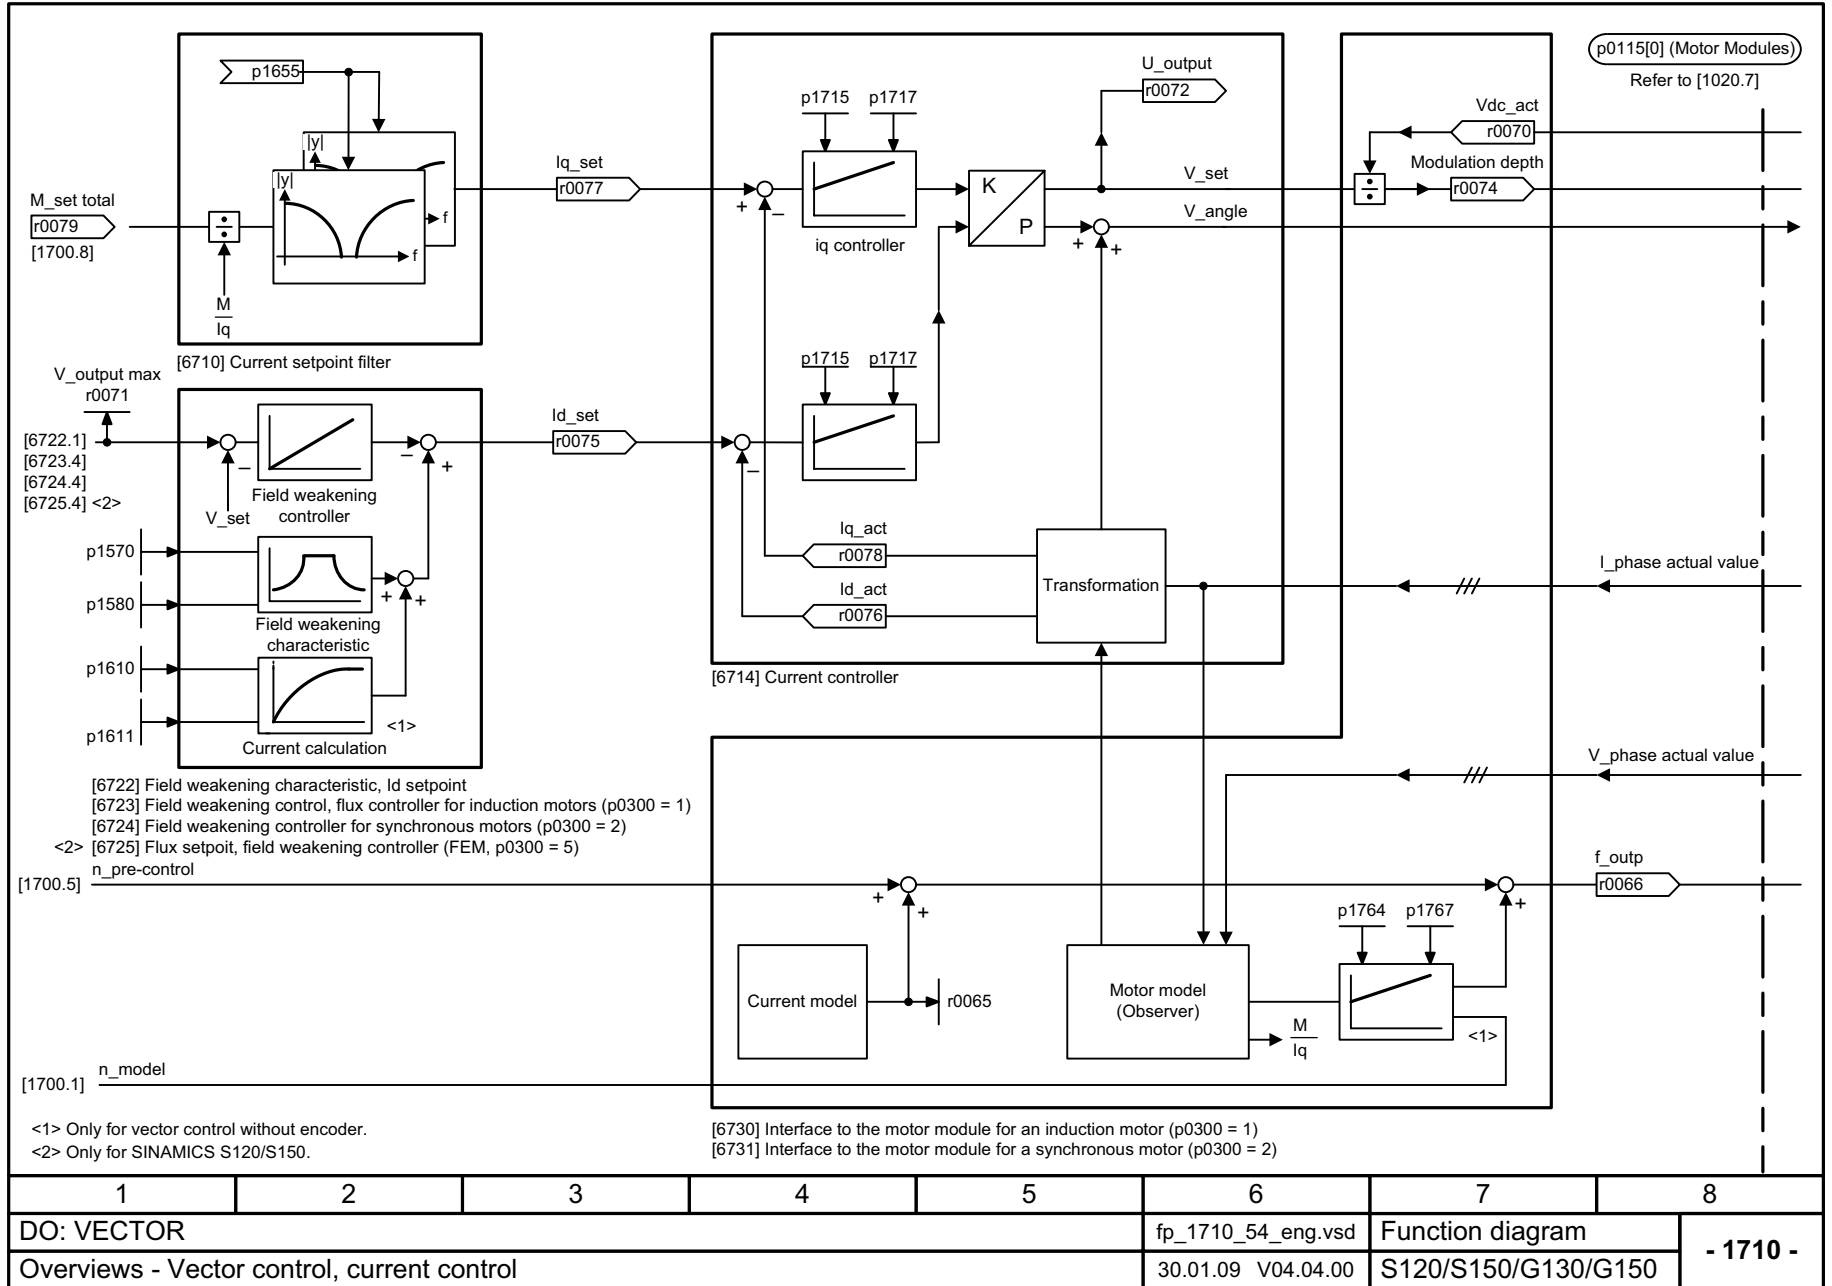 p0115[0] (Motor Modules)
Refer to [1020.7]
p1655
|y|
|y|
f
f
M_set total
r0079
[1700.8]
M
Iq
[6710] Current setpoint filter
Iq_set
r0077
p1715
p1717
iq controller
K
P
U_output
r0072
V_set
V_angle
Vdc_act
r0070
Modulation depth
r0074
+
–
+
+
V_output max
r0071
[6722.1]
[6723.4]
[6724.4]
[6725.4] <2>
–
V_set
Field weakening
controller
–
+
Id_set
r0075
p1715
p1717
–
p1570
p1580
Field weakening
characteristic
+
+
p1610
p1611
<1>
Current calculation
Iq_act
r0078
Id_act
r0076
Transformation
I_phase actual value
[6714] Current controller
V_phase actual value
[6722] Field weakening characteristic, Id setpoint
[6723] Field weakening control, flux controller for induction motors (p0300 = 1)
[6724] Field weakening controller for synchronous motors (p0300 = 2)
<2> [6725] Flux setpoit, field weakening controller (FEM, p0300 = 5)
[1700.5]
n_pre-control
+
+
f_outp
r0066
+
Current model
r0065
Motor model
(Observer)
M
Iq
p1764
p1767
<1>
[1700.1]
n_model
<1> Only for vector control without encoder.
<2> Only for SINAMICS S120/S150.
[6730] Interface to the motor module for an induction motor (p0300 = 1)
[6731] Interface to the motor module for a synchronous motor (p0300 = 2)
1 2 3 4 5 6 7 8
DO: VECTOR
fp_1710_54_eng.vsd
Function diagram
- 1710 -
Overviews - Vector control, current control
30.01.09 V04.04.00
S120/S150/G130/G150